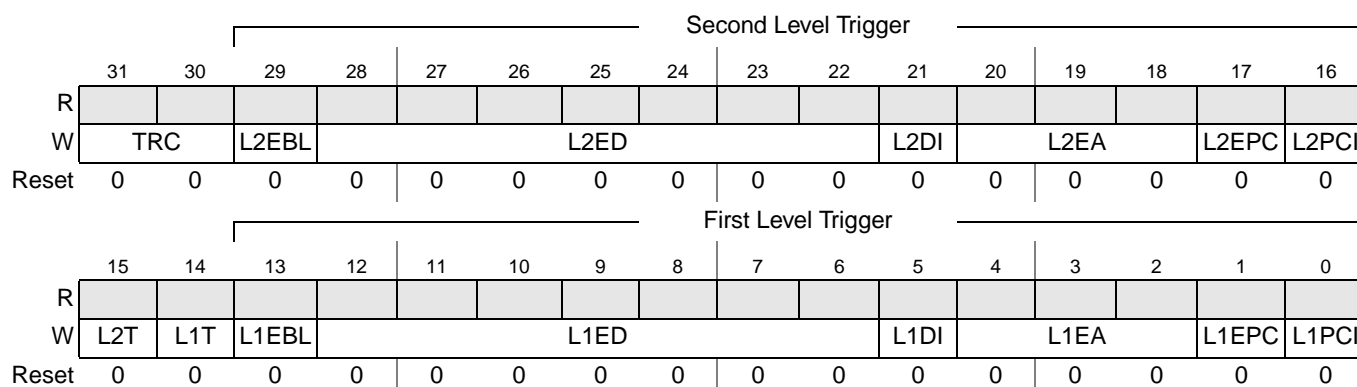 Second Level Trigger
31 30 29 28 27 26 25 24 23 22 21 20 19 18 17 16
R
W TRC L2EBL L2ED L2DI L2EA L2EPC L2PCI
Reset 0 0 0 0 0 0 0 0 0 0 0 0 0 0 0 0
First Level Trigger
15 14 13 12 11 10 9 8 7 6 5 4 3 2 1 0
R
W L2T L1T L1EBL L1ED L1DI L1EA L1EPC L1PCI
Reset 0 0 0 0 0 0 0 0 0 0 0 0 0 0 0 0